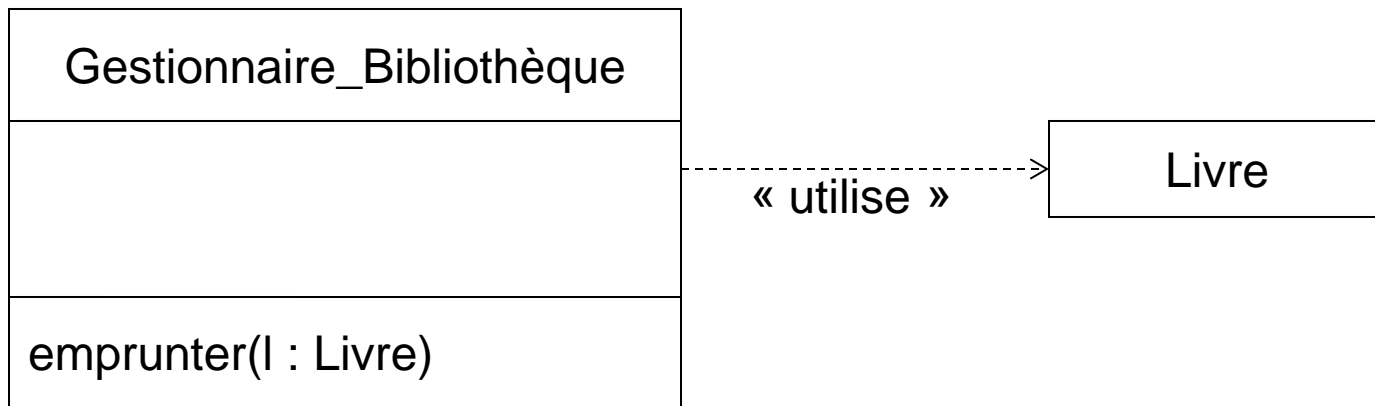 Gestionnaire_Bibliothèque
« utilise »
Livre
emprunter(l : Livre)